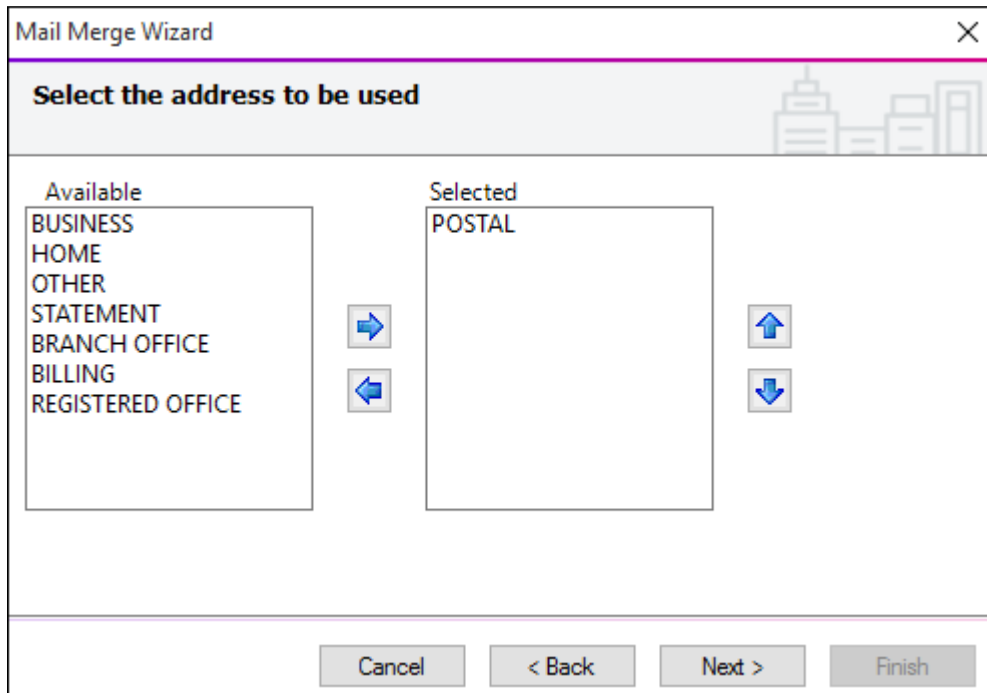 Mail Merge Wizard
Select the address to be used
Available
BUSINESS
HOME
OTHER
STATEMENT
BRANCH OFFICE
BILLING
REGISTERED OFFICE
Selected
POSTAL
Cancel
< Back
Next >
Finish